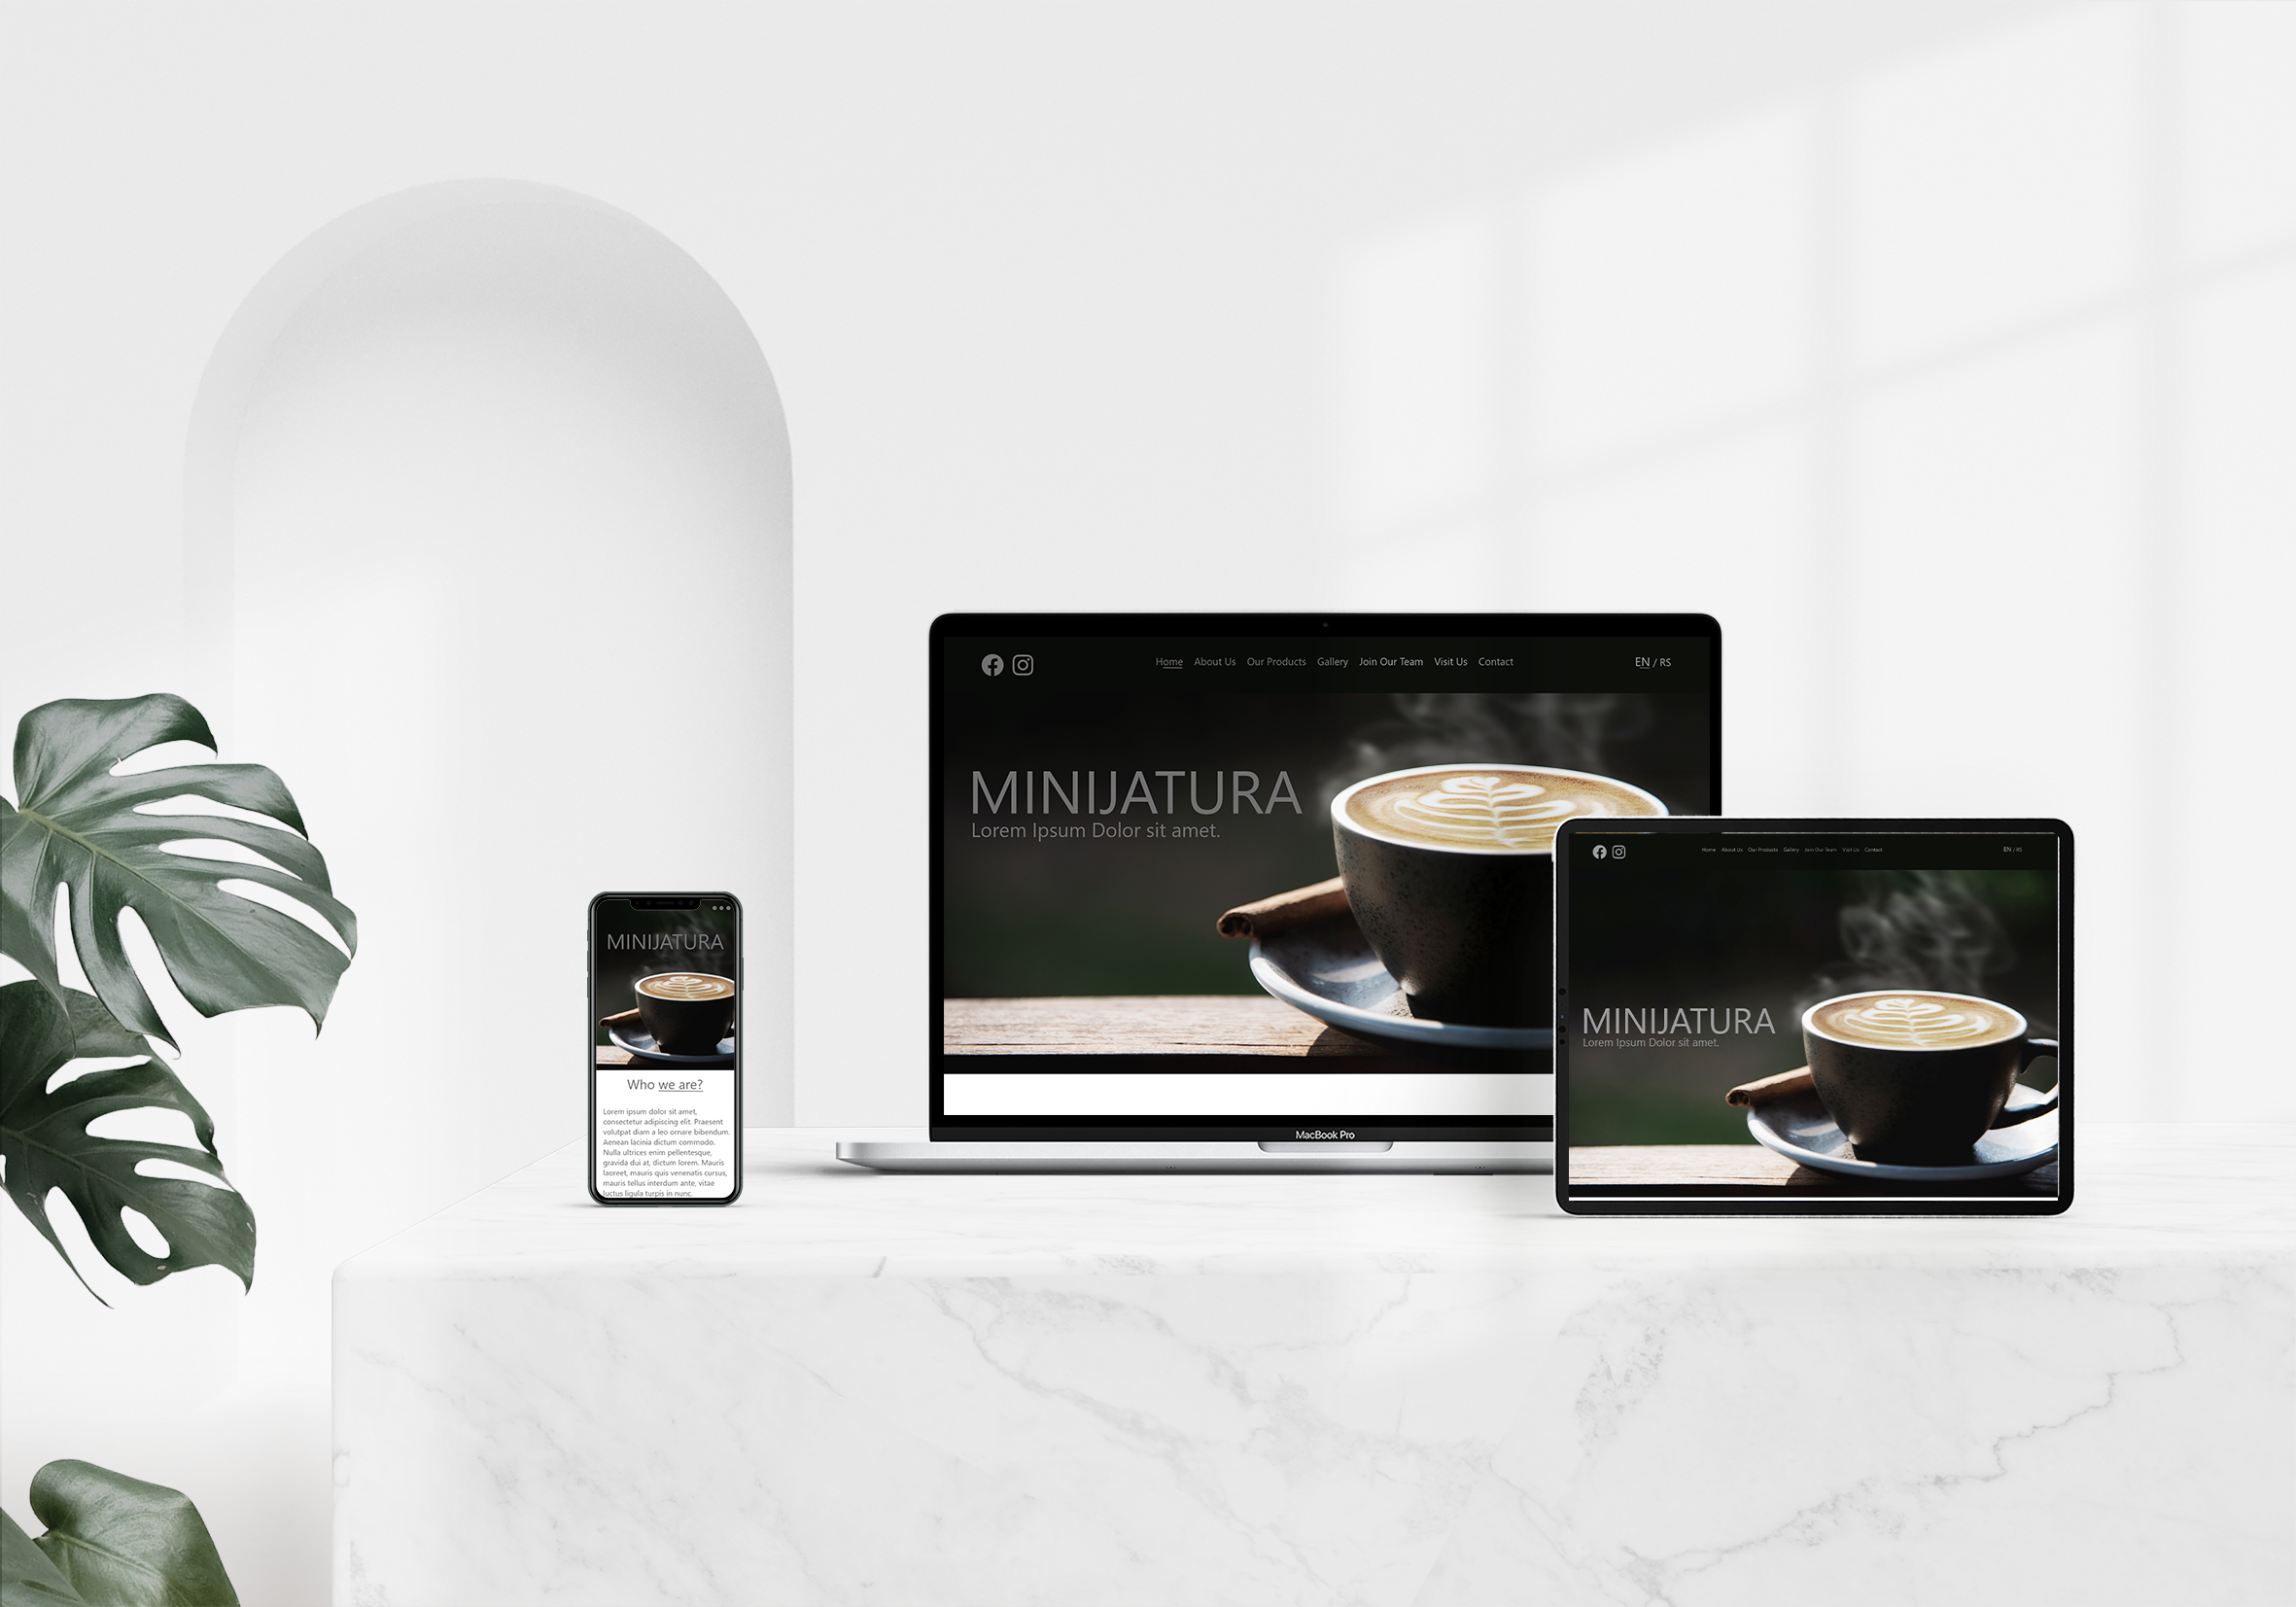 Home About Us Our Products Gallery Join Our Team Visit Us Contact EN / RS
MINIJATURA
Lorem Ipsum Dolor sit amet.
MacBook Pro
MINIJATURA
Who we are?
Lorem ipsum dolor sit amet,
consectetur adipiscing elit. Praesent
volutpat diam a leo ornare bibendum.
Aenean lacinia dictum commodo.
Nulla ultrices enim pellentesque,
gravida dui at, dictum lorem. Mauris
laoreet, mauris quis venenatis cursus,
mauris tellus interdum ante, vitae
luctus ligula turpis in nunc.
Home About Us Our Products Gallery Join Our Team Visit Us Contact EN / RS
MINIJATURA
Lorem Ipsum Dolor sit amet.